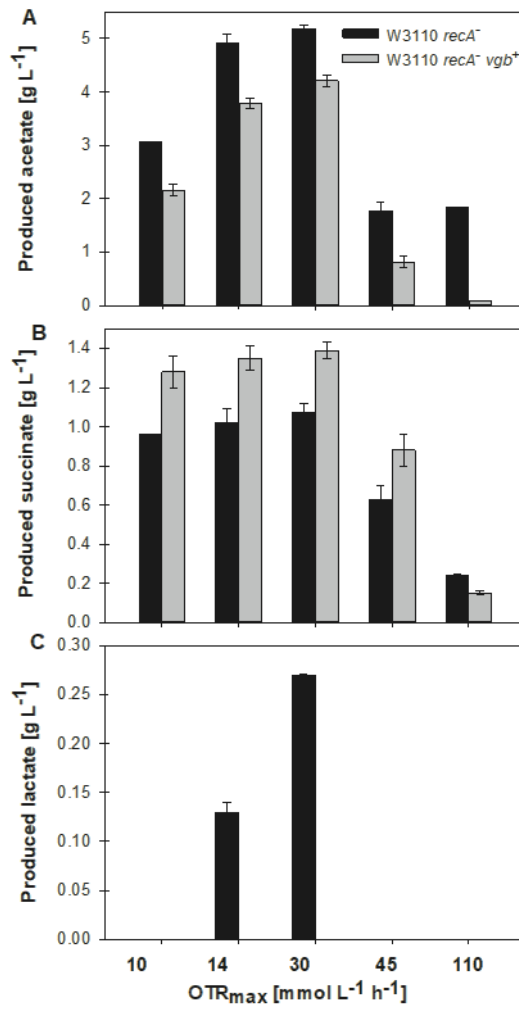 A
W3110 recA⁻
W3110 recA⁻ vgb⁺
Produced acetate [g L⁻¹]
5
4
3
2
1
0
B
Produced succinate [g L⁻¹]
1.4
1.2
1.0
0.8
0.6
0.4
0.2
0.0
C
Produced lactate [g L⁻¹]
0.30
0.25
0.20
0.15
0.10
0.05
0.00
10 14 30 45 110
OTRmax [mmol L⁻¹ h⁻¹]